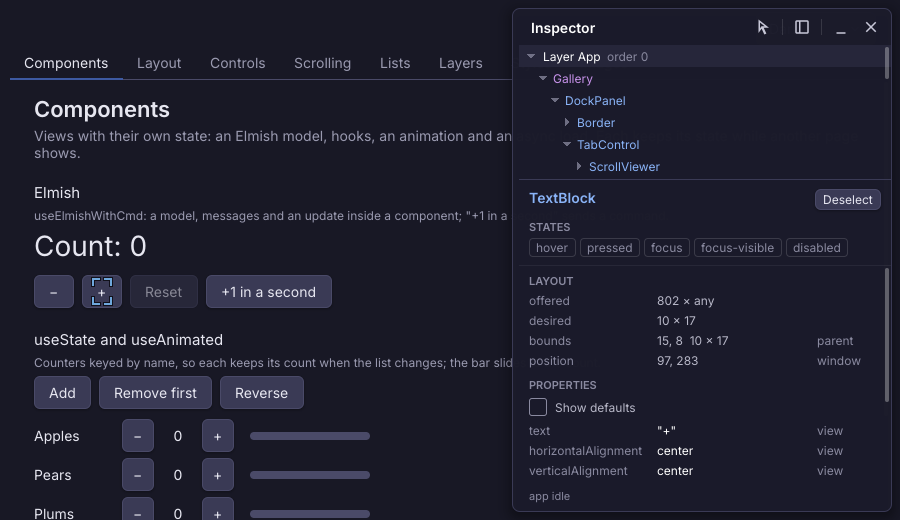 Components
Layout
Controls
Scrolling
Lists
Layers
Components
Views with their own state: an Elmish model, hooks, an animation and an
shows.
Elmish
useElmishWithCmd: a model, messages and an update inside a component; "+1 in a
Count: 0
−
+
Reset
+1 in a second
useState and useAnimated
Counters keyed by name, so each keeps its count when the list changes; the bar slid
Add
Remove first
Reverse
Apples − 0 +
Pears − 0 +
Plums − 0 +
Inspector
Layer App order 0
Gallery
DockPanel
Border
TabControl
ScrollViewer
TextBlock
Deselect
STATES
hover
pressed
focus
focus-visible
disabled
LAYOUT
offered 802 × any
desired 10 × 17
bounds 15, 8 10 × 17 parent
position 97, 283 window
PROPERTIES
Show defaults
text "+" view
horizontalAlignment center view
verticalAlignment center view
app idle